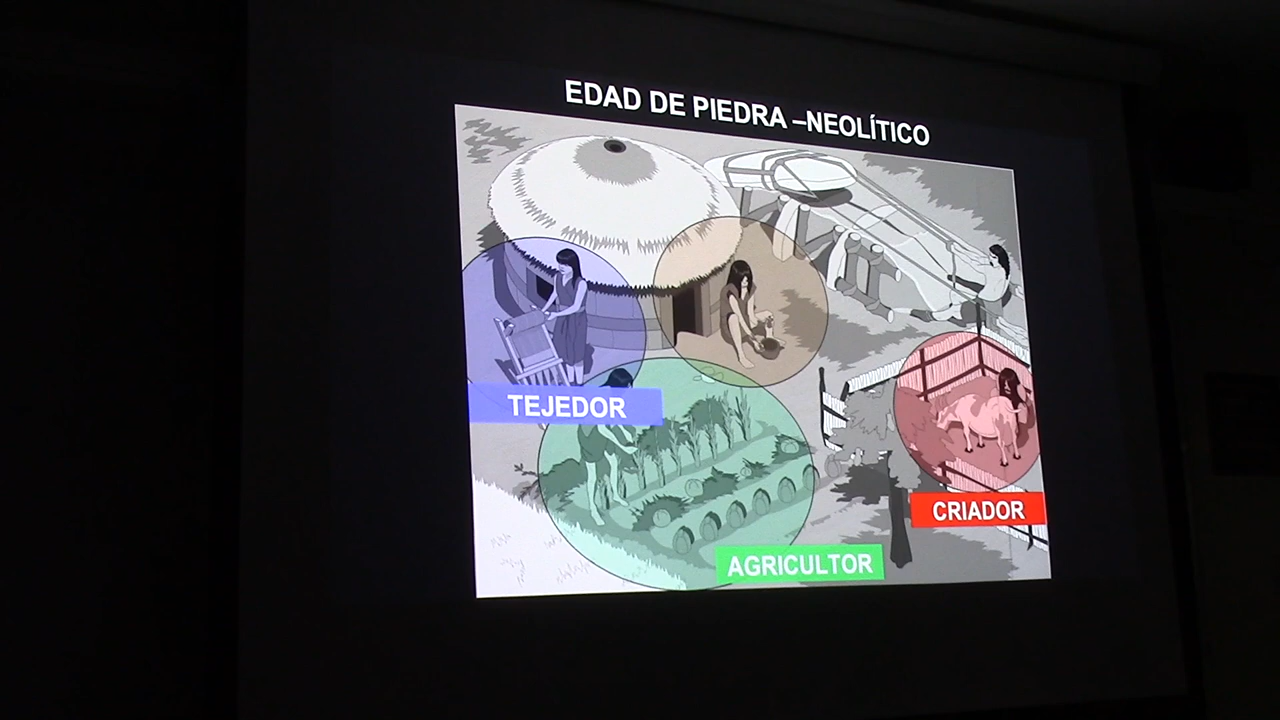 EDAD DE PIEDRA –NEOLÍTICO
TEJEDOR
CRIADOR
AGRICULTOR